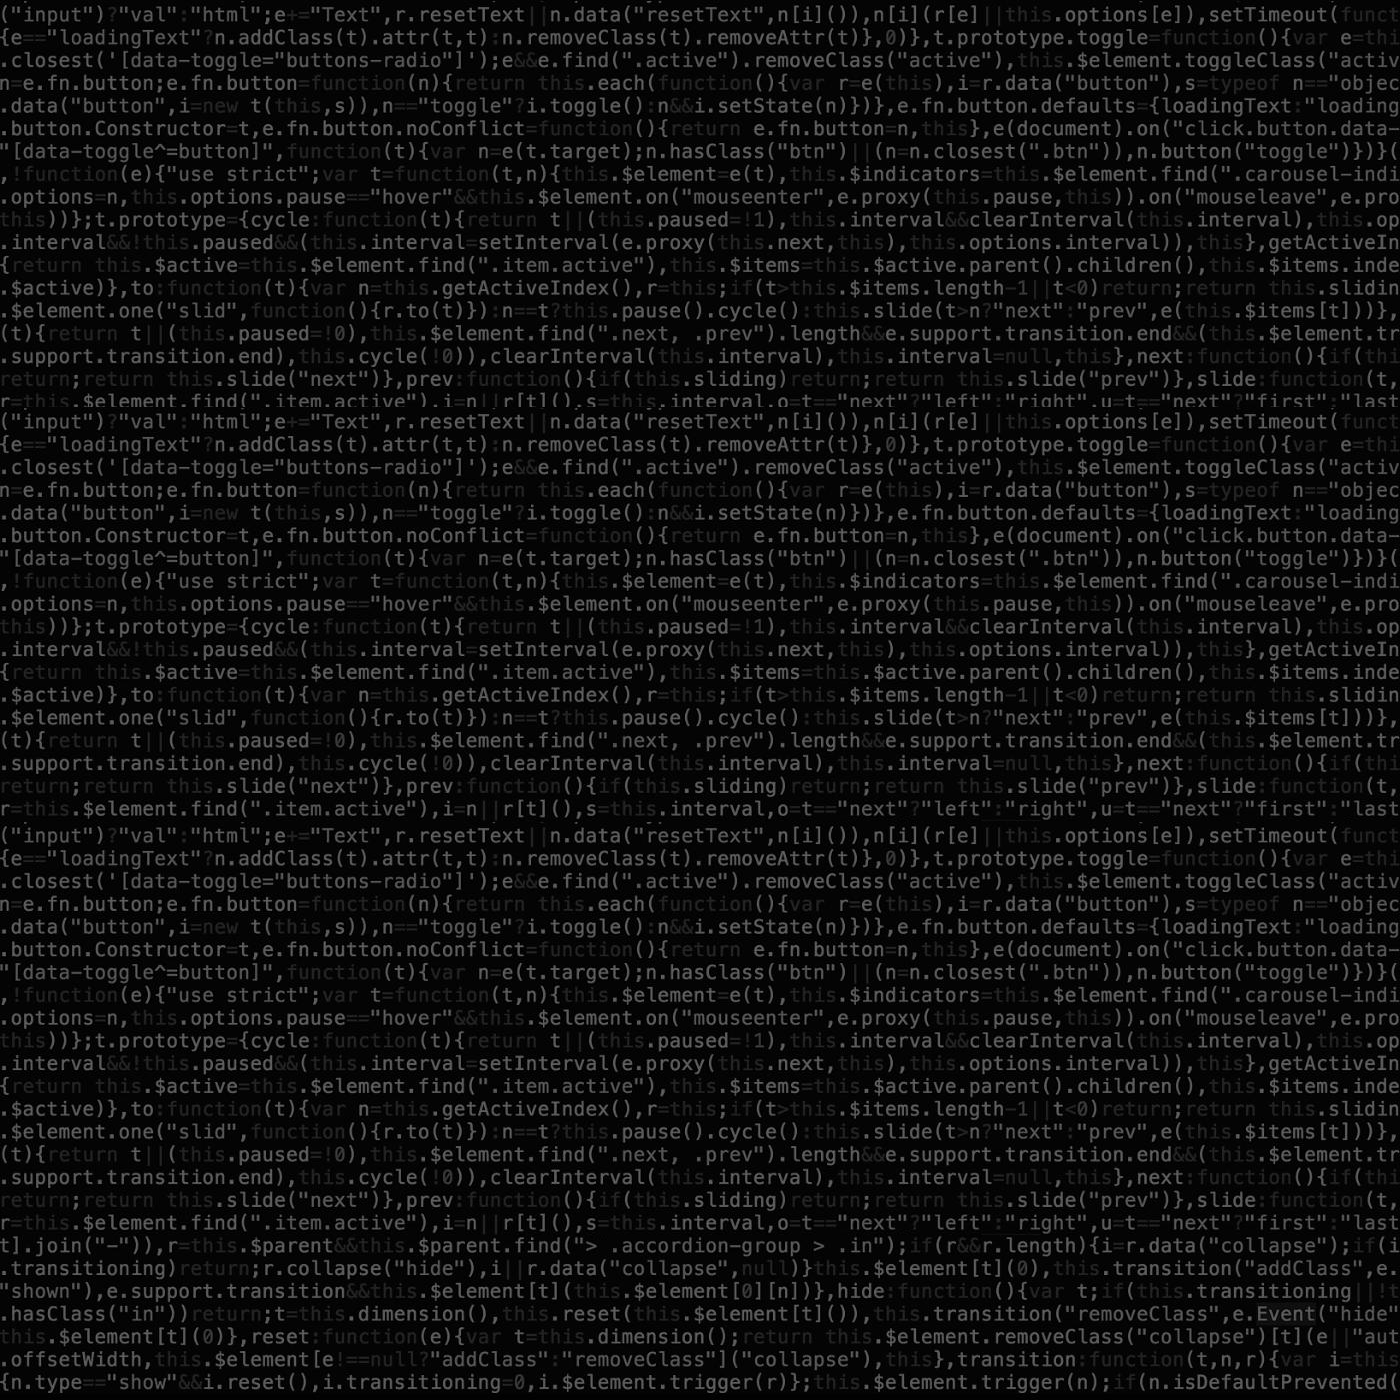 ("input")?"val":"html";e+="Text",r.resetText||n.data("resetText",n[i]()),n[i](r[e]||this.options[e]),setTimeout(func
{e=="loadingText"?n.addClass(t).attr(t,t):n.removeClass(t).removeAttr(t)},0)},t.prototype.toggle=function(){var e=th
.closest('[data-toggle="buttons-radio"]');e&&e.find(".active").removeClass("active"),this.$element.toggleClass("activ
n=e.fn.button;e.fn.button=function(n){return this.each(function(){var r=e(this),i=r.data("button"),s=typeof n=="objec
.data("button",i=new t(this,s)),n=="toggle"?i.toggle():n&&i.setState(n)})},e.fn.button.defaults={loadingText:"loading
.button.Constructor=t,e.fn.button.noConflict=function(){return e.fn.button=n,this},e(document).on("click.button.data-
"[data-toggle^=button]",function(t){var n=e(t.target);n.hasClass("btn")||(n=n.closest(".btn")),n.button("toggle")})}(
,!function(e){"use strict";var t=function(t,n){this.$element=e(t),this.$indicators=this.$element.find(".carousel-indi
.options=n,this.options.pause=="hover"&&this.$element.on("mouseenter",e.proxy(this.pause,this)).on("mouseleave",e.pro
this))};t.prototype={cycle:function(t){return t||(this.paused=!1),this.interval&&clearInterval(this.interval),this.op
.interval&&!this.paused&&(this.interval=setInterval(e.proxy(this.next,this),this.options.interval)),this},getActiveIn
{return this.$active=this.$element.find(".item.active"),this.$items=this.$active.parent().children(),this.$items.inde
.$active)},to:function(t){var n=this.getActiveIndex(),r=this;if(t>this.$items.length-1||t<0)return;return this.slidin
.$element.one("slid",function(){r.to(t)}):n==t?this.pause().cycle():this.slide(t>n?"next":"prev",e(this.$items[t]))},
(t){return t||(this.paused=!0),this.$element.find(".next, .prev").length&&e.support.transition.end&&(this.$element.tr
.support.transition.end),this.cycle(!0)),clearInterval(this.interval),this.interval=null,this},next:function(){if(th
return;return this.slide("next")},prev:function(){if(this.sliding)return;return this.slide("prev")},slide:function(t,
r=this.$element.find(".item.active"),i=n||r[t](),s=this.interval,o=t=="next"?"left":"right",u=t=="next"?"first":"last
("input")?"val":"html";e+="Text",r.resetText||n.data("resetText",n[i]()),n[i](r[e]||this.options[e]),setTimeout(func
{e=="loadingText"?n.addClass(t).attr(t,t):n.removeClass(t).removeAttr(t)},0)},t.prototype.toggle=function(){var e=th
.closest('[data-toggle="buttons-radio"]');e&&e.find(".active").removeClass("active"),this.$element.toggleClass("activ
n=e.fn.button;e.fn.button=function(n){return this.each(function(){var r=e(this),i=r.data("button"),s=typeof n=="objec
.data("button",i=new t(this,s)),n=="toggle"?i.toggle():n&&i.setState(n)})},e.fn.button.defaults={loadingText:"loading
.button.Constructor=t,e.fn.button.noConflict=function(){return e.fn.button=n,this},e(document).on("click.button.data-
"[data-toggle^=button]",function(t){var n=e(t.target);n.hasClass("btn")||(n=n.closest(".btn")),n.button("toggle")})}(
,!function(e){"use strict";var t=function(t,n){this.$element=e(t),this.$indicators=this.$element.find(".carousel-indi
.options=n,this.options.pause=="hover"&&this.$element.on("mouseenter",e.proxy(this.pause,this)).on("mouseleave",e.pro
this))};t.prototype={cycle:function(t){return t||(this.paused=!1),this.interval&&clearInterval(this.interval),this.op
.interval&&!this.paused&&(this.interval=setInterval(e.proxy(this.next,this),this.options.interval)),this},getActiveIn
{return this.$active=this.$element.find(".item.active"),this.$items=this.$active.parent().children(),this.$items.inde
.$active)},to:function(t){var n=this.getActiveIndex(),r=this;if(t>this.$items.length-1||t<0)return;return this.slidin
.$element.one("slid",function(){r.to(t)}):n==t?this.pause().cycle():this.slide(t>n?"next":"prev",e(this.$items[t]))}
(t){return t||(this.paused=!0),this.$element.find(".next, .prev").length&&e.support.transition.end&&(this.$element.tr
.support.transition.end),this.cycle(!0)),clearInterval(this.interval),this.interval=null,this},next:function(){if(th
return;return this.slide("next")},prev:function(){if(this.sliding)return;return this.slide("prev")},slide:function(t,
r=this.$element.find(".item.active"),i=n||r[t](),s=this.interval,o=t=="next"?"left":"right",u=t=="next"?"first":"last
("input")?"val":"html";e+="Text",r.resetText||n.data("resetText",n[i]()),n[i](r[e]||this.options[e]),setTimeout(func
{e=="loadingText"?n.addClass(t).attr(t,t):n.removeClass(t).removeAttr(t)},0)},t.prototype.toggle=function(){var e=th
.closest('[data-toggle="buttons-radio"]');e&&e.find(".active").removeClass("active"),this.$element.toggleClass("activ
n=e.fn.button;e.fn.button=function(n){return this.each(function(){var r=e(this),i=r.data("button"),s=typeof n=="objec
.data("button",i=new t(this,s)),n=="toggle"?i.toggle():n&&i.setState(n)})},e.fn.button.defaults={loadingText:"loading
.button.Constructor=t,e.fn.button.noConflict=function(){return e.fn.button=n,this},e(document).on("click.button.data-
"[data-toggle^=button]",function(t){var n=e(t.target);n.hasClass("btn")||(n=n.closest(".btn")),n.button("toggle")})}(
,!function(e){"use strict";var t=function(t,n){this.$element=e(t),this.$indicators=this.$element.find(".carousel-indi
.options=n,this.options.pause=="hover"&&this.$element.on("mouseenter",e.proxy(this.pause,this)).on("mouseleave",e.pro
this))};t.prototype={cycle:function(t){return t||(this.paused=!1),this.interval&&clearInterval(this.interval),this.op
.interval&&!this.paused&&(this.interval=setInterval(e.proxy(this.next,this),this.options.interval)),this},getActiveIn
{return this.$active=this.$element.find(".item.active"),this.$items=this.$active.parent().children(),this.$items.inde
.$active)},to:function(t){var n=this.getActiveIndex(),r=this;if(t>this.$items.length-1||t<0)return;return this.slidin
.$element.one("slid",function(){r.to(t)}):n==t?this.pause().cycle():this.slide(t>n?"next":"prev",e(this.$items[t]))}
(t){return t||(this.paused=!0),this.$element.find(".next, .prev").length&&e.support.transition.end&&(this.$element.tr
.support.transition.end),this.cycle(!0)),clearInterval(this.interval),this.interval=null,this},next:function(){if(th
return;return this.slide("next")},prev:function(){if(this.sliding)return;return this.slide("prev")},slide:function(t,
r=this.$element.find(".item.active"),i=n||r[t](),s=this.interval,o=t=="next"?"left":"right",u=t=="next"?"first":"last
t].join("-")),r=this.$parent&&this.$parent.find("> .accordion-group > .in");if(r&&r.length){i=r.data("collapse");if(i
.transitioning)return;r.collapse("hide"),i||r.data("collapse",null)}this.$element[t](0),this.transition("addClass",e.
"shown"),e.support.transition&&this.$element[t](this.$element[0][n])},hide:function(){var t;if(this.transitioning||!t
.hasClass("in"))return;t=this.dimension(),this.reset(this.$element[t]()),this.transition("removeClass",e.Event("hide"
this.$element[t](0)},reset:function(e){var t=this.dimension();return this.$element.removeClass("collapse")[t](e||"aut
.offsetWidth,this.$element[e!==null?"addClass":"removeClass"]("collapse"),this},transition:function(t,n,r){var i=this
{n.type=="show"&&i.reset(),i.transitioning=0,i.$element.trigger(r)};this.$element.trigger(n);if(n.isDefaultPrevented(